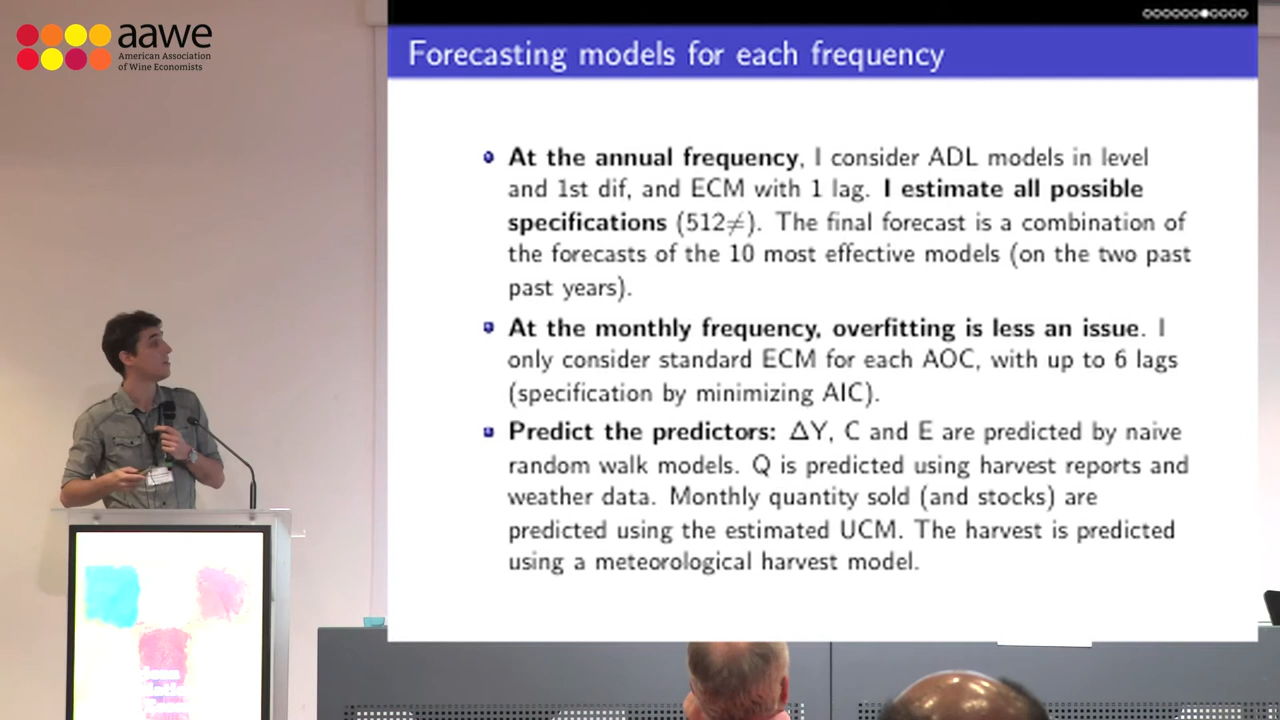 aawe
American Association
of Wine Economists
Forecasting models for each frequency
At the annual frequency, I consider ADL models in level
and 1st dif, and ECM with 1 lag. I estimate all possible
specifications (512≠). The final forecast is a combination of
the forecasts of the 10 most effective models (on the two past
past years).
At the monthly frequency, overfitting is less an issue. I
only consider standard ECM for each AOC, with up to 6 lags
(specification by minimizing AIC).
Predict the predictors: ΔY, C and E are predicted by naive
random walk models. Q is predicted using harvest reports and
weather data. Monthly quantity sold (and stocks) are
predicted using the estimated UCM. The harvest is predicted
using a meteorological harvest model.